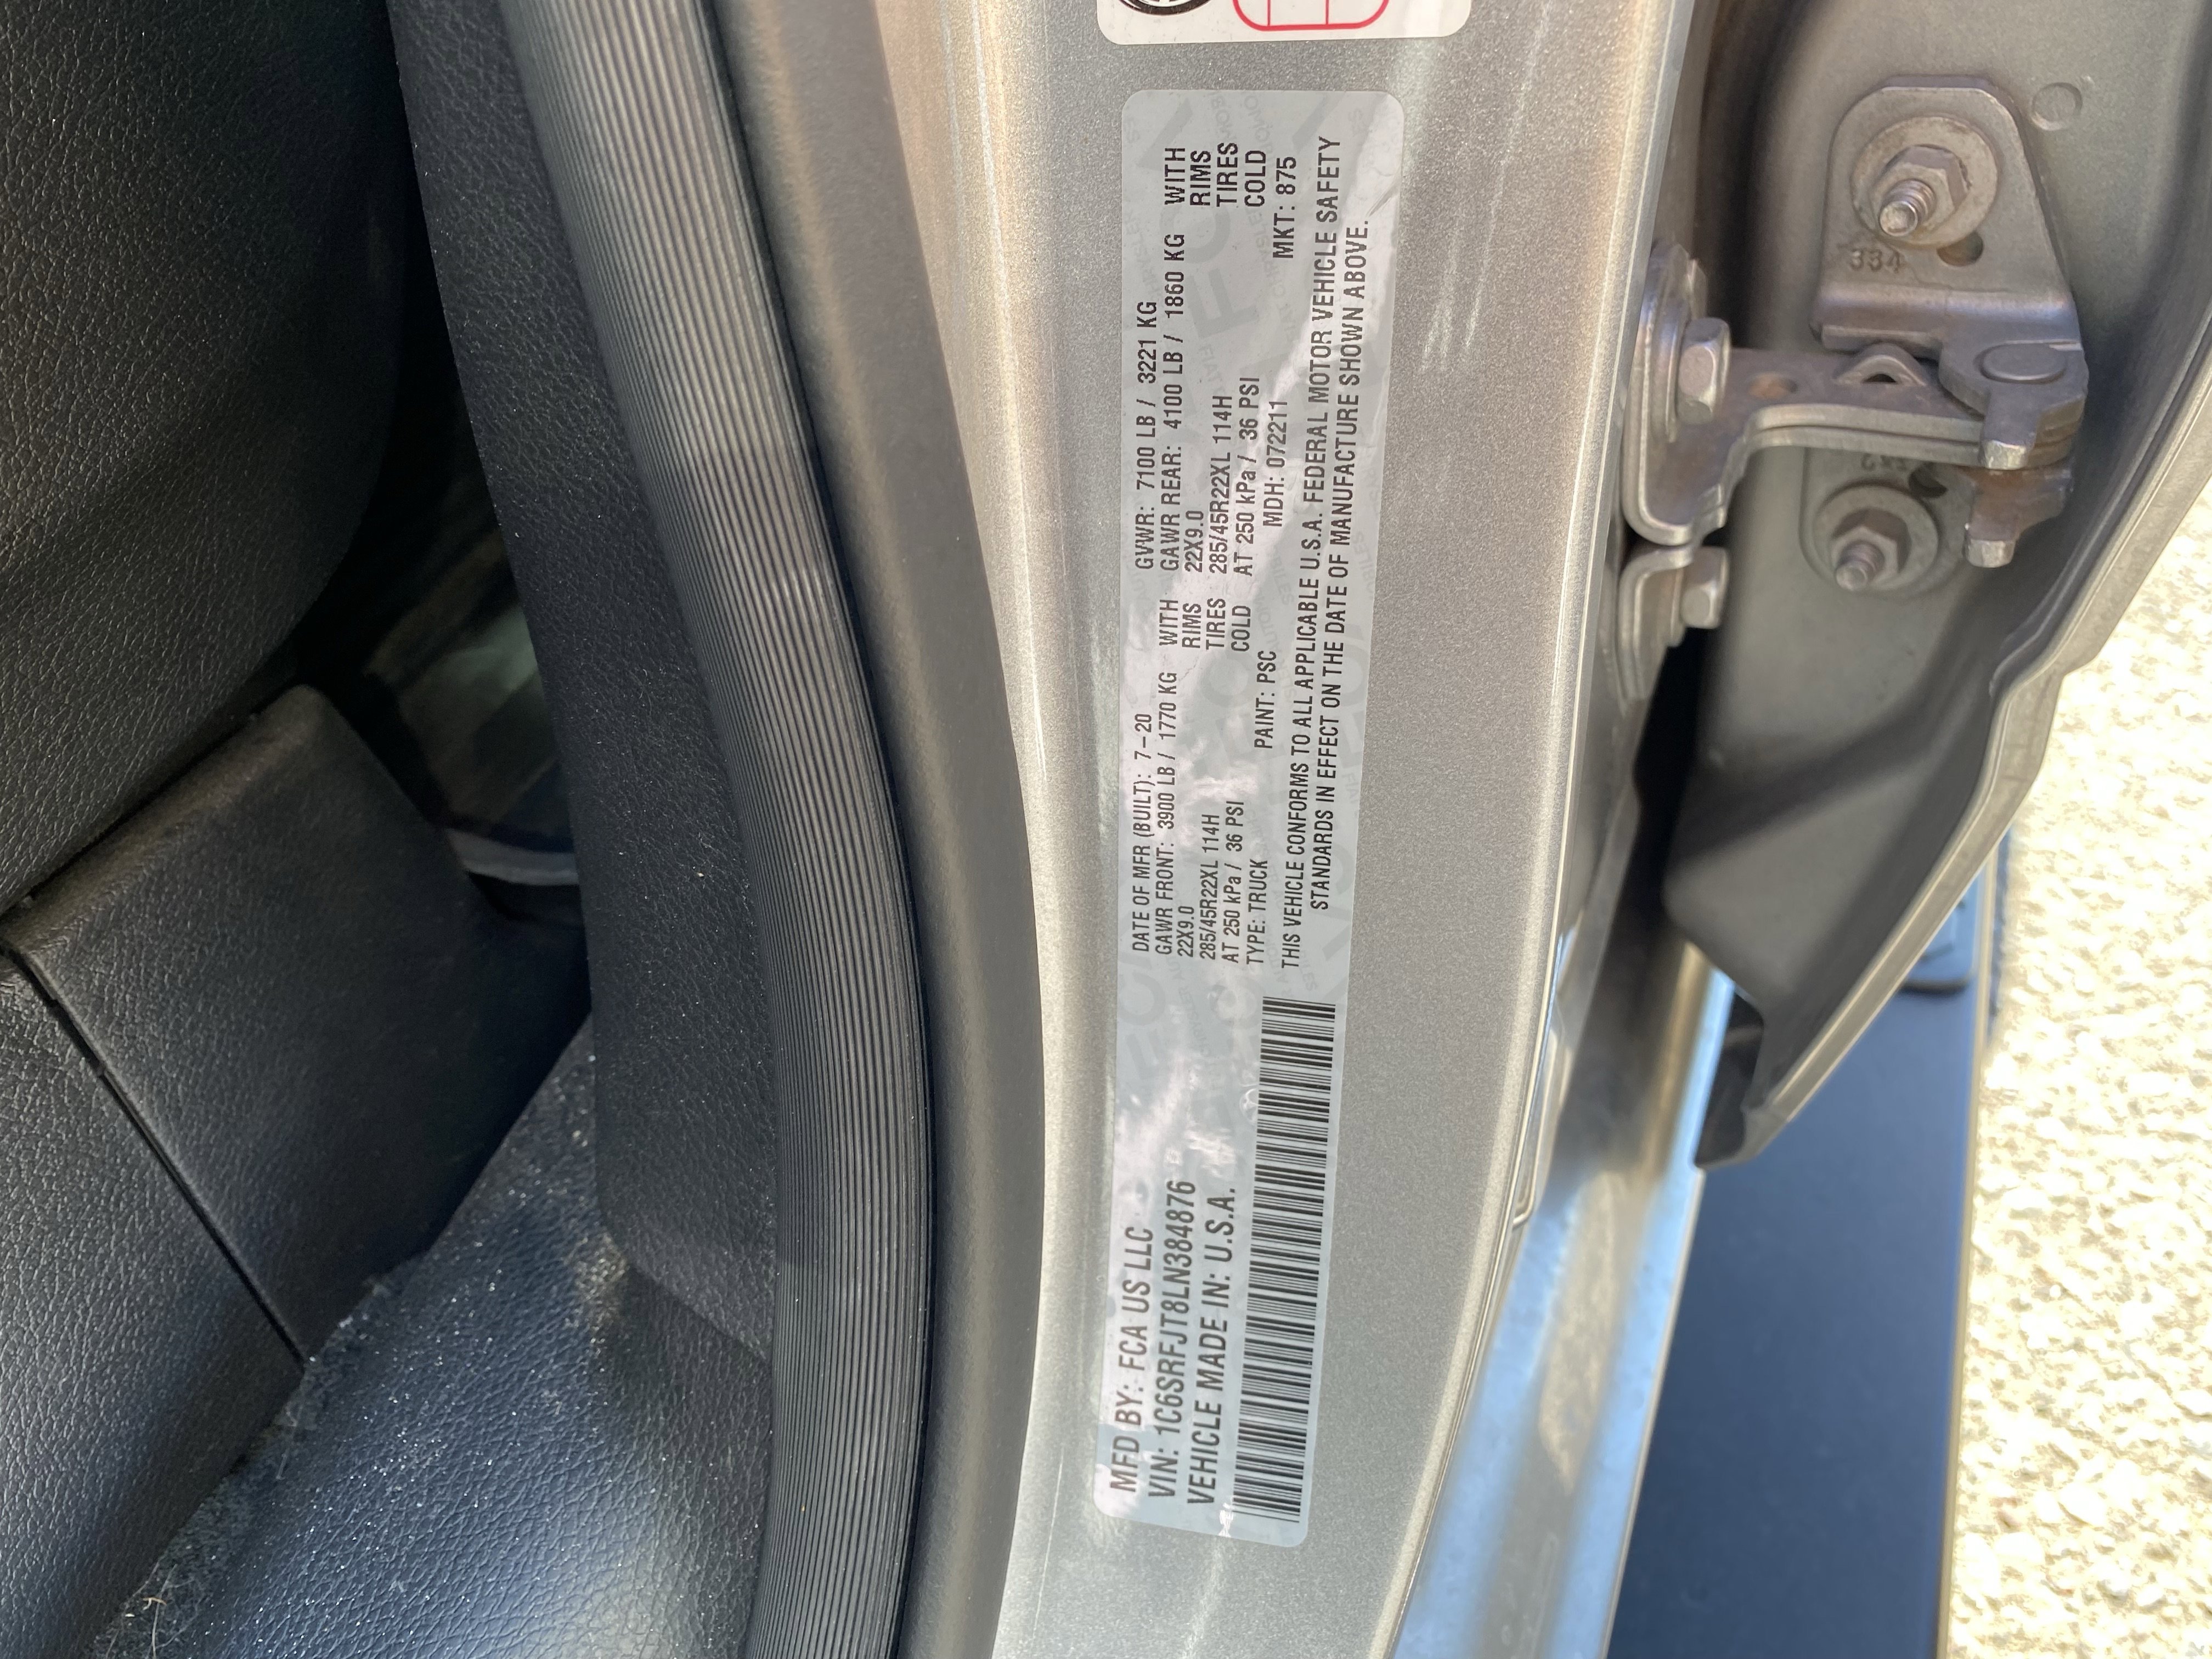 MFD BY: FCA US LLC
VIN: 1C6SRFJT8LN384876
VEHICLE MADE IN: U.S.A.
DATE OF MFR (BUILT): 7-20 GVWR: 7100 LB / 3221 KG
GAWR FRONT: 3900 LB / 1770 KG WITH GAWR REAR: 4100 LB / 1860 KG WITH
22X9.0 RIMS 22X9.0 RIMS
285/45R22XL 114H TIRES 285/45R22XL 114H TIRES
AT 250 kPa / 36 PSI COLD AT 250 kPa / 36 PSI COLD
TYPE: TRUCK PAINT: PSC MDH: 072211 MKT: 875
THIS VEHICLE CONFORMS TO ALL APPLICABLE U.S.A. FEDERAL MOTOR VEHICLE SAFETY
STANDARDS IN EFFECT ON THE DATE OF MANUFACTURE SHOWN ABOVE.
334